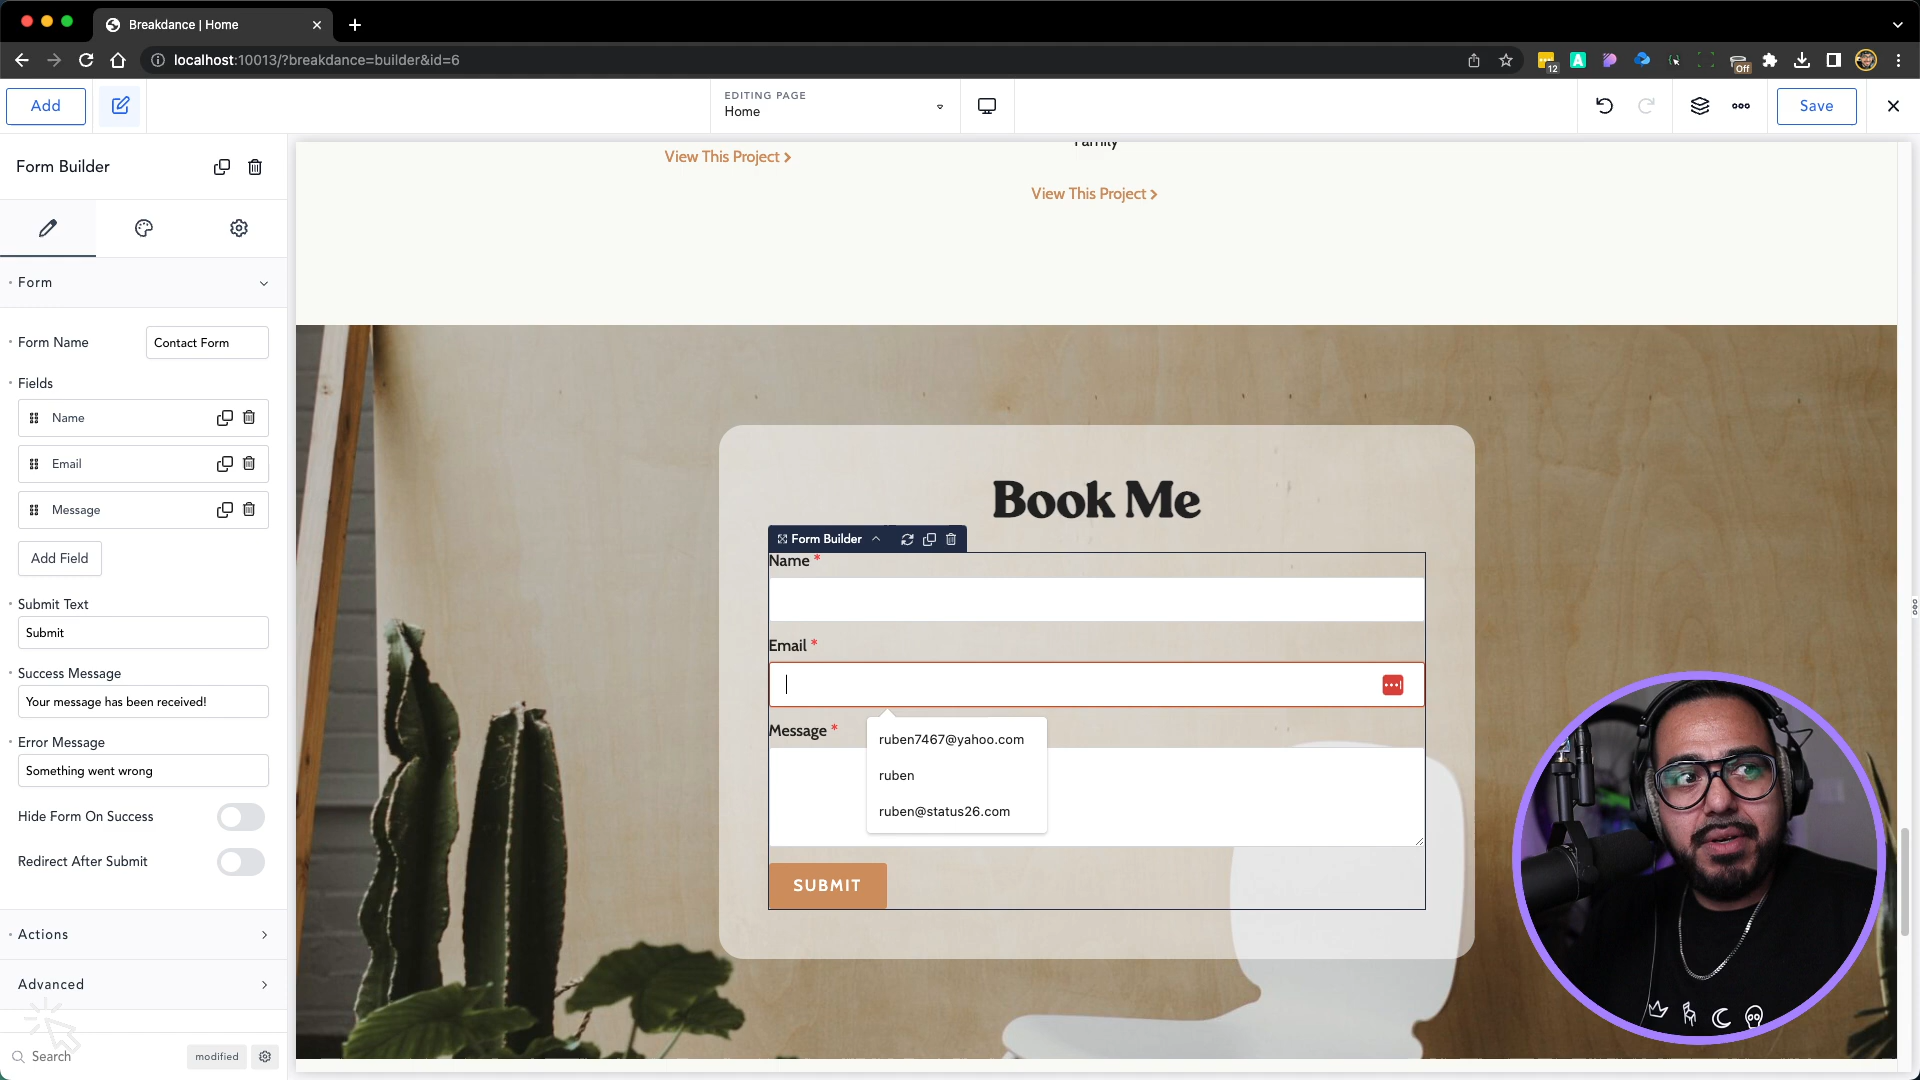 Breakdance | Home
localhost:10013/?breakdance=builder&id=6
12
A
Off
Add
EDITING PAGE
Home
Save
Form Builder
Form
Form Name
Contact Form
Fields
Name
Email
Message
Add Field
Submit Text
Submit
Success Message
Your message has been received!
Error Message
Something went wrong
Hide Form On Success
Redirect After Submit
Actions
Advanced
Search
modified
View This Project
Family
View This Project
Book Me
Form Builder
Name *
Email *
Message *
ruben7467@yahoo.com
ruben
ruben@status26.com
SUBMIT